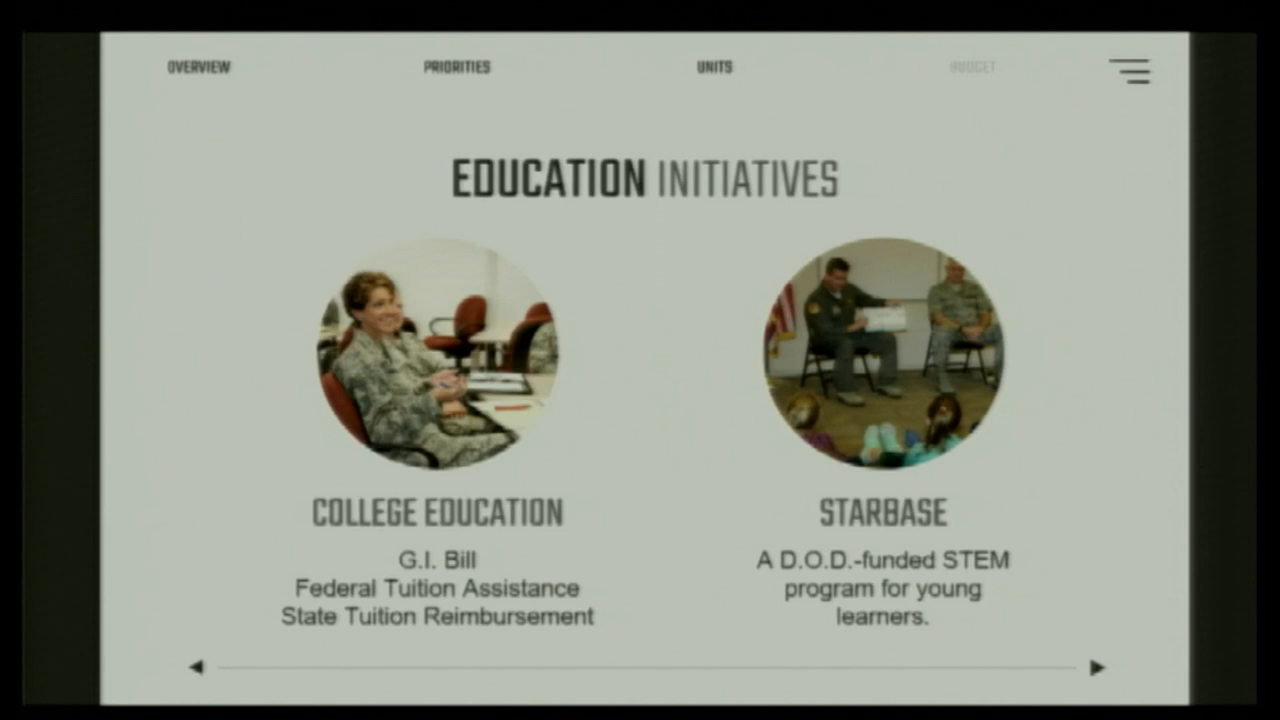 OVERVIEW PRIORITIES UNITS BUDGET
EDUCATION INITIATIVES
COLLEGE EDUCATION
G.I. Bill
Federal Tuition Assistance
State Tuition Reimbursement
STARBASE
A D.O.D.-funded STEM
program for young
learners.